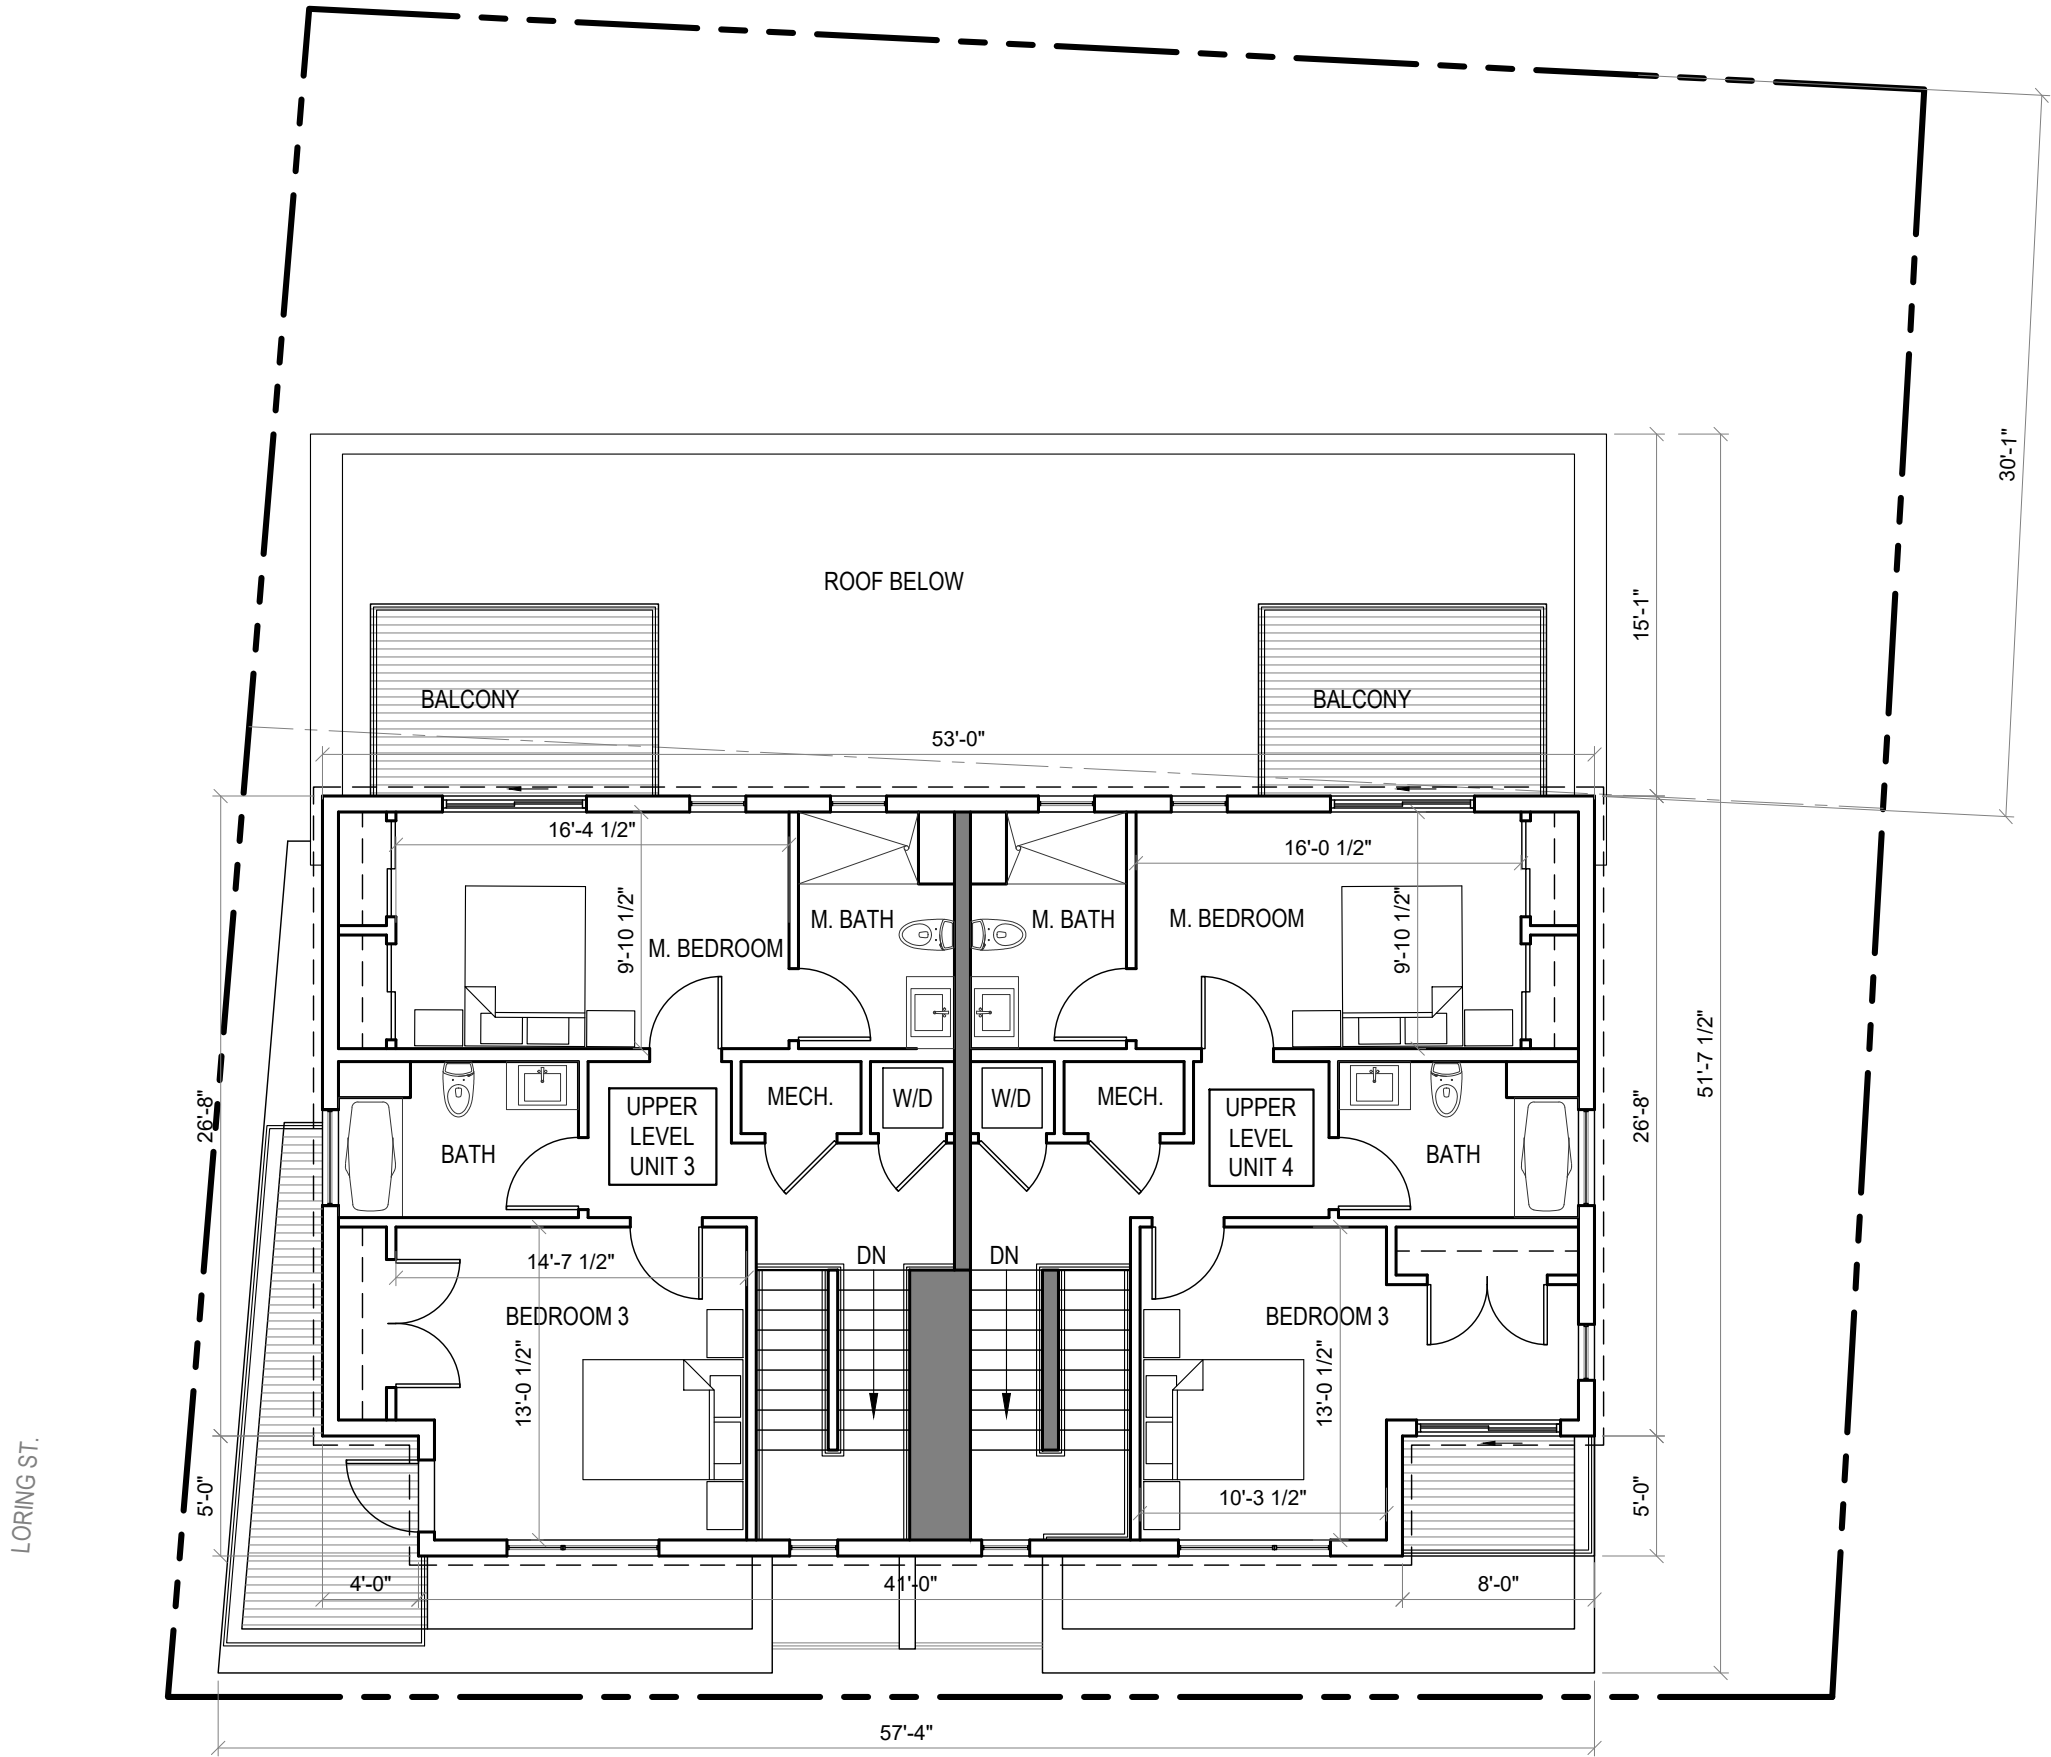 30'-1"
15'-1"
ROOF BELOW
BALCONY
BALCONY
53'-0"
16'-4 1/2"
16'-0 1/2"
9'-10 1/2"
M. BEDROOM
M. BATH
M. BATH
M. BEDROOM
9'-10 1/2"
51'-7 1/2"
26'-8"
MECH.
W/D
W/D
MECH.
26'-8"
UPPER
LEVEL
UNIT 3
UPPER
LEVEL
UNIT 4
BATH
BATH
14'-7 1/2"
DN
DN
BEDROOM 3
BEDROOM 3
13'-0 1/2"
13'-0 1/2"
10'-3 1/2"
LORING ST.
5'-0"
5'-0"
4'-0"
41'-0"
8'-0"
57'-4"